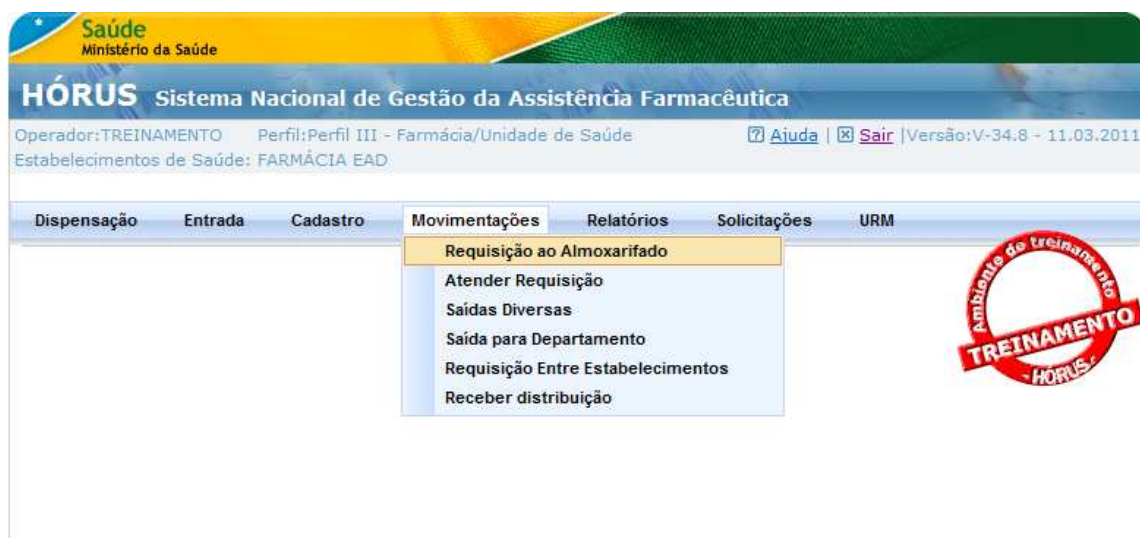 Saúde
Ministério da Saúde
HÓRUS Sistema Nacional de Gestão da Assistência Farmacêutica
Operador:TREINAMENTO Perfil:Perfil III - Farmácia/Unidade de Saúde Ajuda | Sair |Versão:V-34.8 - 11.03.2011
Estabelecimentos de Saúde: FARMÁCIA EAD
Dispensação Entrada Cadastro Movimentações Relatórios Solicitações URM
Requisição ao Almoxarifado
Atender Requisição
Saídas Diversas
Saída para Departamento
Requisição Entre Estabelecimentos
Receber distribuição
Ambiente de treinamento
TREINAMENTO
- HÓRUS -